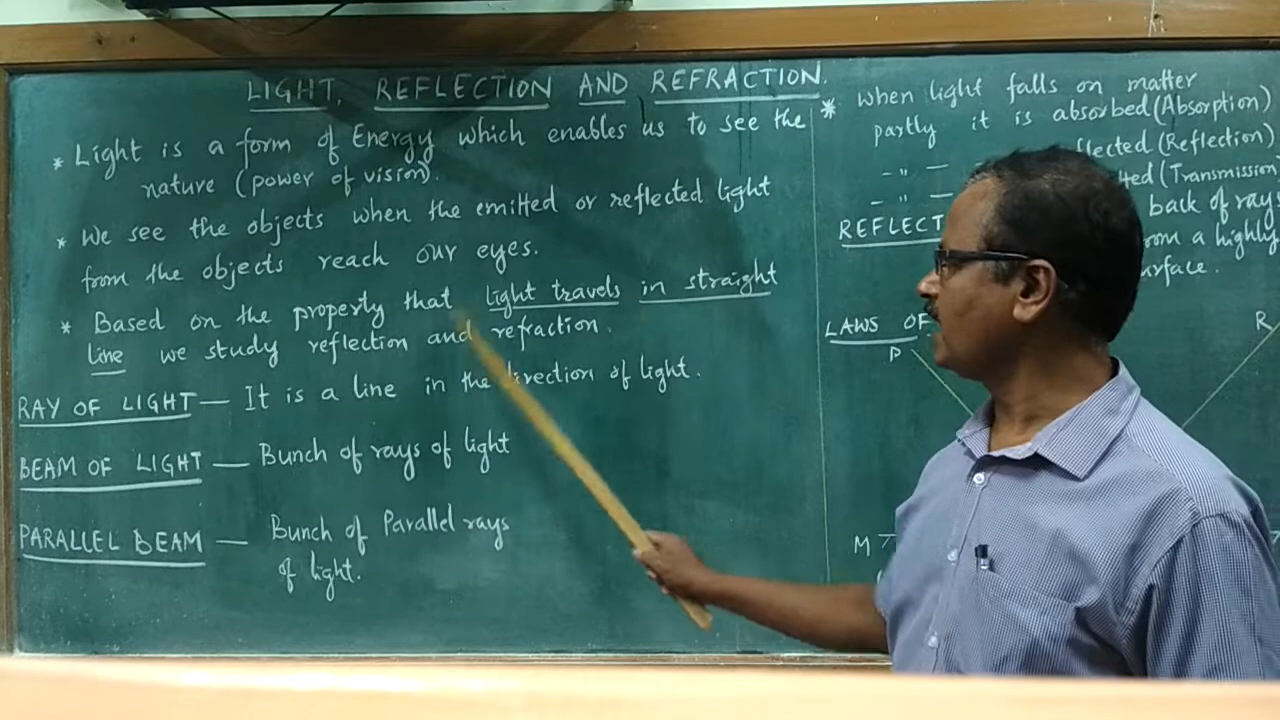 LIGHT, REFLECTION AND REFRACTION.
* Light is a form of Energy which enables us to see the
nature (power of vision).
* We see the objects when the emitted or reflected light
from the objects reach our eyes.
* Based on the property that light travels in straight
line we study reflection and refraction.
RAY OF LIGHT — It is a line in the direction of light.
BEAM OF LIGHT — Bunch of rays of light
PARALLEL BEAM — Bunch of Parallel rays
of light.
* when light falls on matter
partly it is absorbed (Absorption)
- " - flected (Reflection)
- " - tted (Transmission
REFLECT back of ray
from a highly
urface.
LAWS OF
P R
M